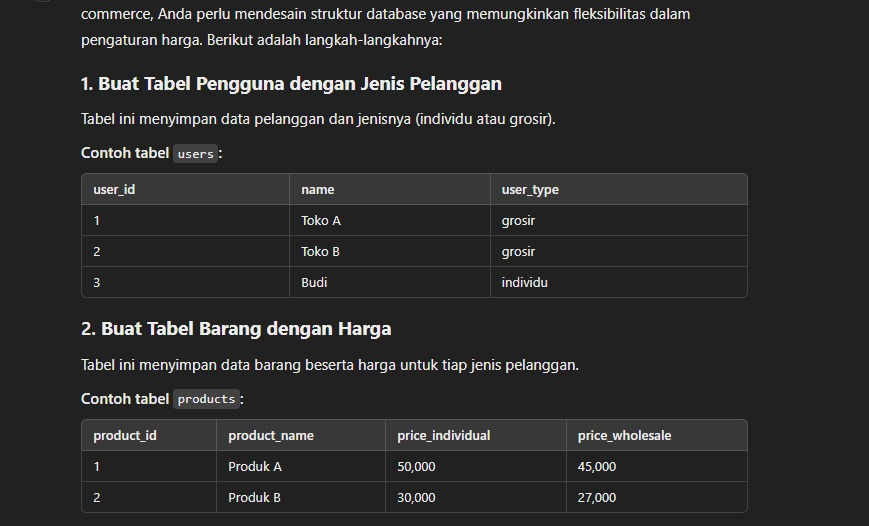 commerce, Anda perlu mendesain struktur database yang memungkinkan fleksibilitas dalam
pengaturan harga. Berikut adalah langkah-langkahnya:
1. Buat Tabel Pengguna dengan Jenis Pelanggan
Tabel ini menyimpan data pelanggan dan jenisnya (individu atau grosir).
Contoh tabel users:
user_id name user_type
1 Toko A grosir
2 Toko B grosir
3 Budi individu
2. Buat Tabel Barang dengan Harga
Tabel ini menyimpan data barang beserta harga untuk tiap jenis pelanggan.
Contoh tabel products:
product_id product_name price_individual price_wholesale
1 Produk A 50,000 45,000
2 Produk B 30,000 27,000